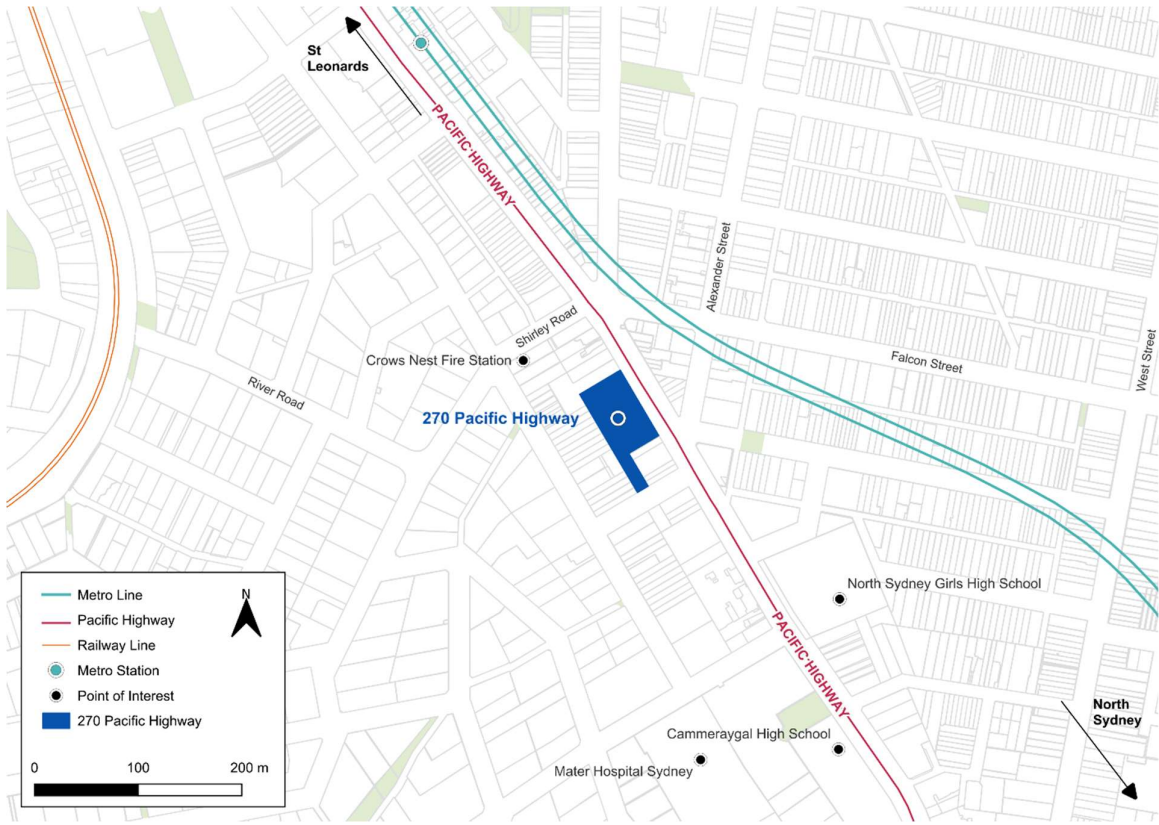 St
Leonards
PACIFIC HIGHWAY
Alexander Street
Shirley Road
Crows Nest Fire Station
Falcon Street
West Street
River Road
270 Pacific Highway
North Sydney Girls High School
PACIFIC HIGHWAY
North
Sydney
Cammeraygal High School
Mater Hospital Sydney
Metro Line
N
Pacific Highway
Railway Line
Metro Station
Point of Interest
270 Pacific Highway
0 100 200 m